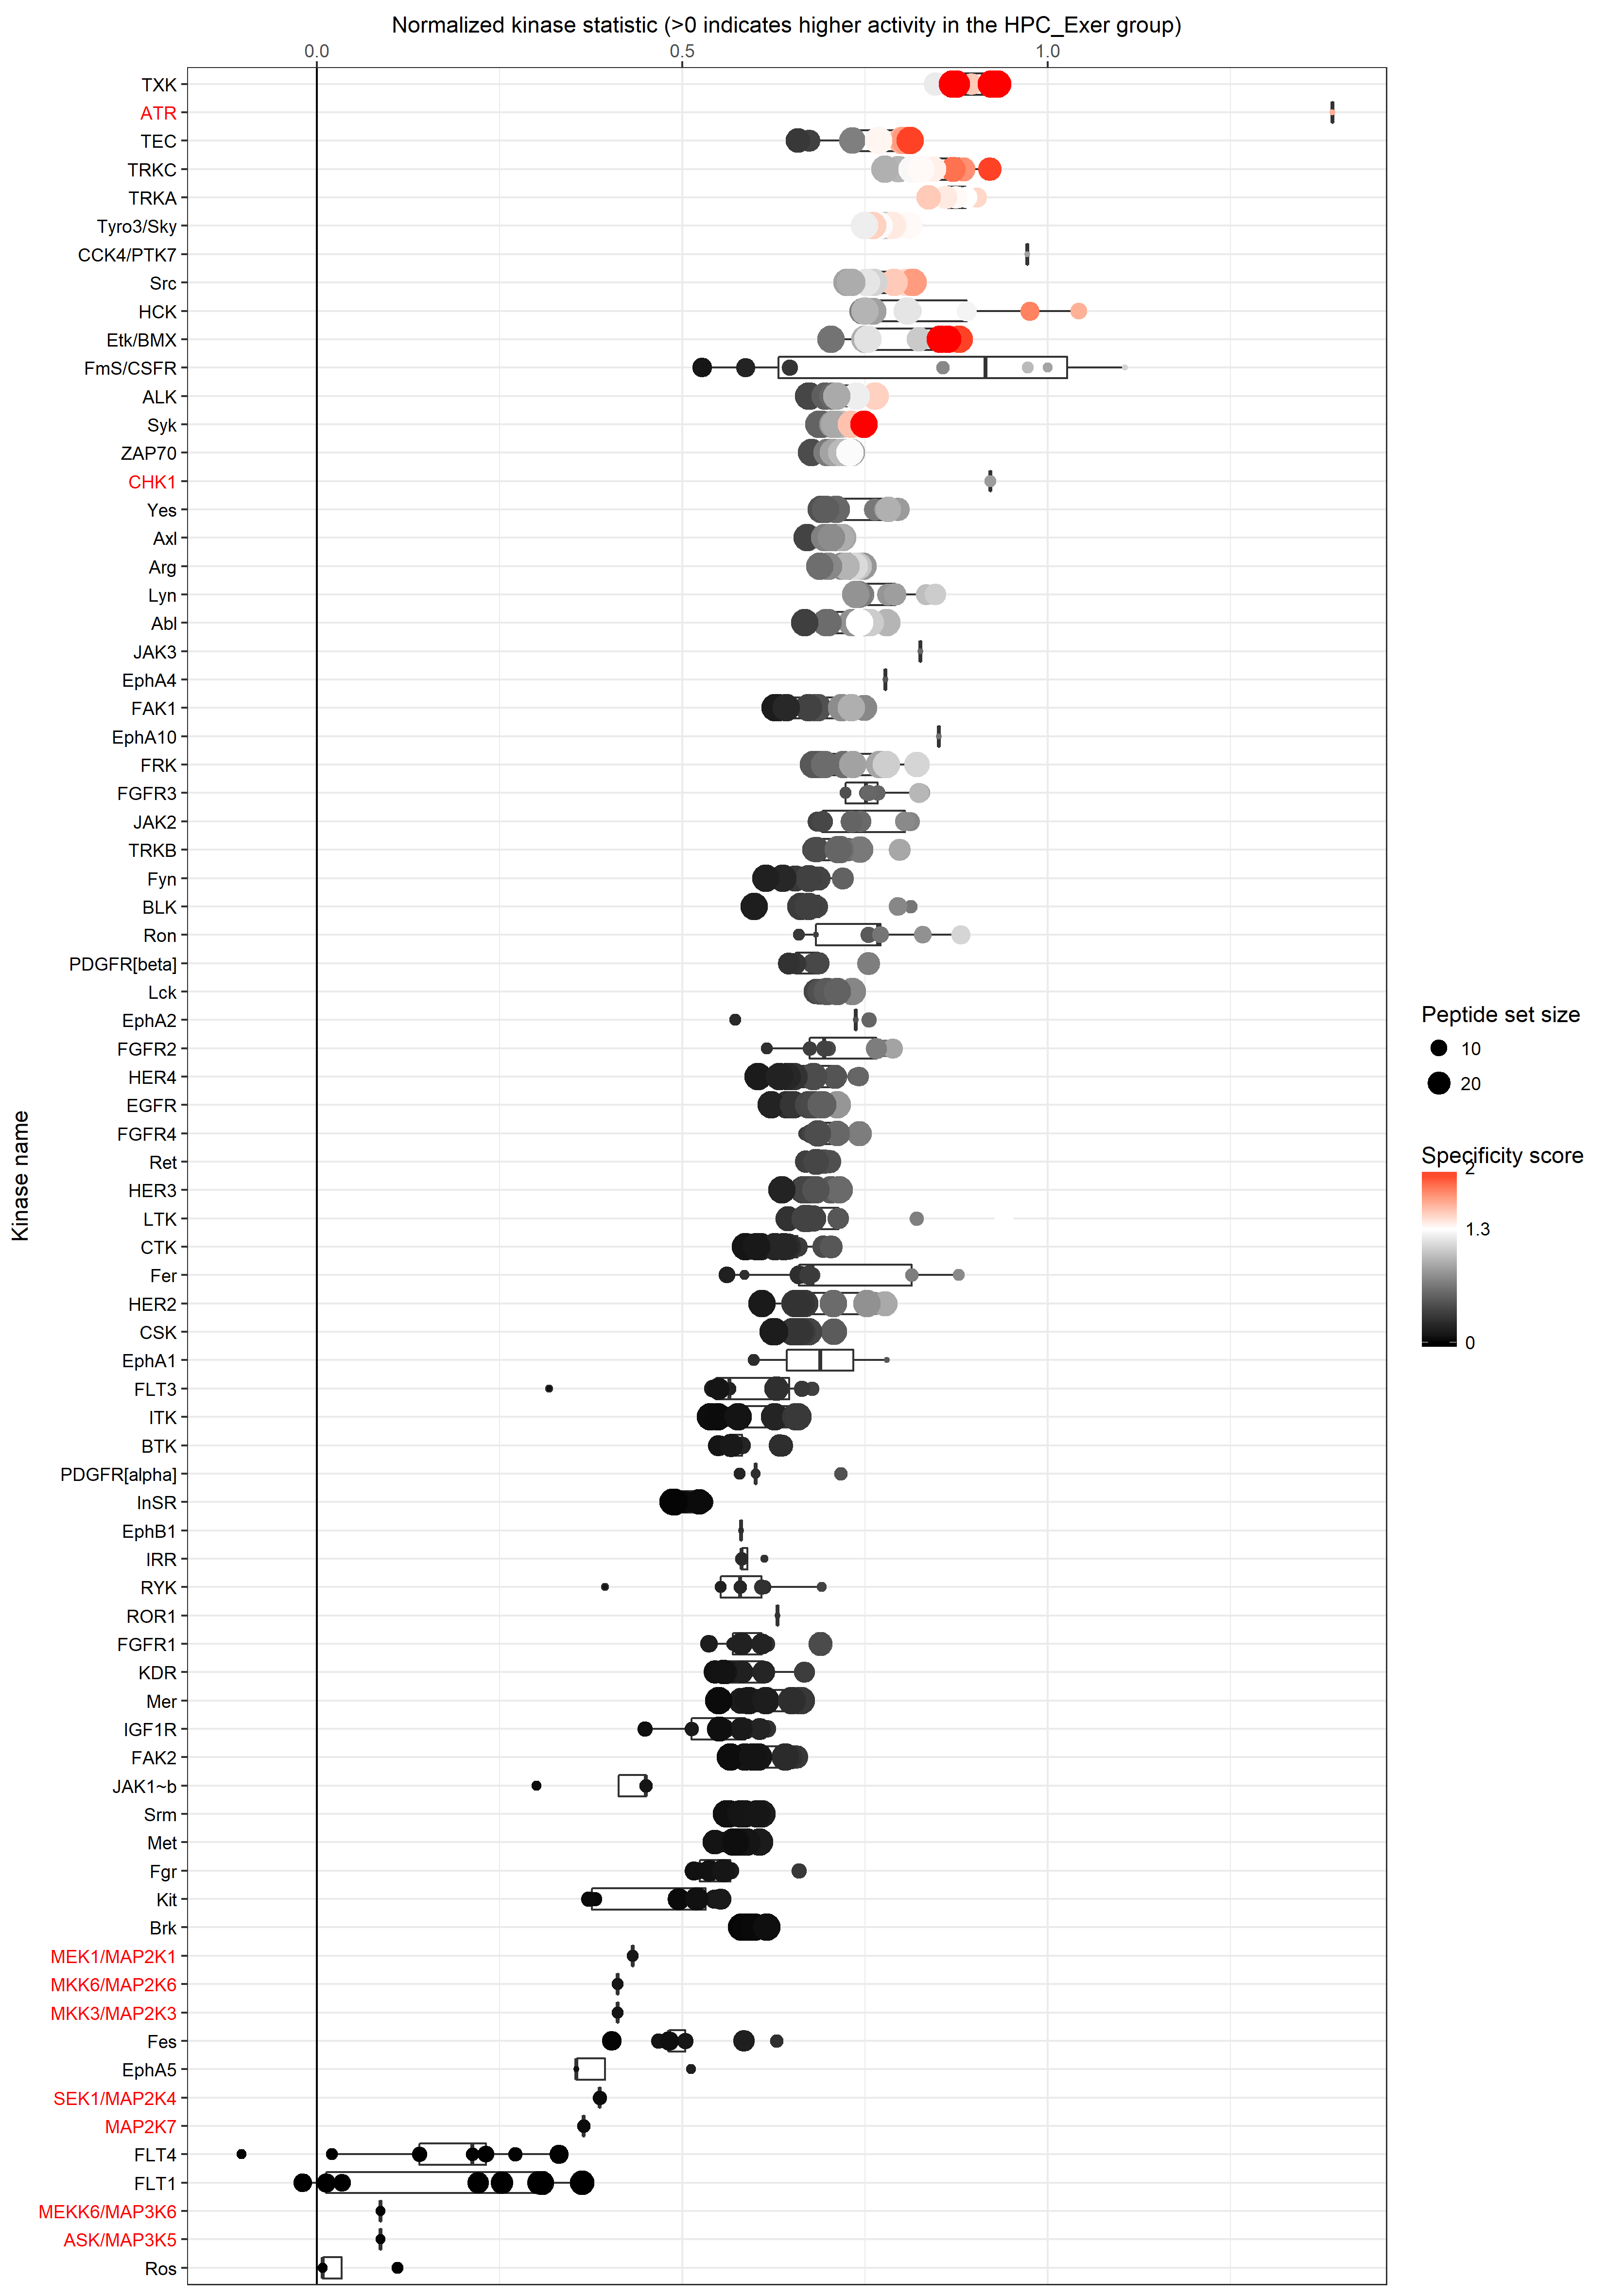 Normalized kinase statistic (>0 indicates higher activity in the HPC_Exer group)
0.0 0.5 1.0
TXK
ATR
TEC
TRKC
TRKA
Tyro3/Sky
CCK4/PTK7
Src
HCK
Etk/BMX
FmS/CSFR
ALK
Syk
ZAP70
CHK1
Yes
Axl
Arg
Lyn
Abl
JAK3
EphA4
FAK1
EphA10
FRK
FGFR3
JAK2
TRKB
Fyn
BLK
Ron
PDGFR[beta]
Lck
EphA2
FGFR2
HER4
EGFR
FGFR4
Ret
HER3
LTK
CTK
Fer
HER2
CSK
EphA1
FLT3
ITK
BTK
PDGFR[alpha]
InSR
EphB1
IRR
RYK
ROR1
FGFR1
KDR
Mer
IGF1R
FAK2
JAK1~b
Srm
Met
Fgr
Kit
Brk
MEK1/MAP2K1
MKK6/MAP2K6
MKK3/MAP2K3
Fes
EphA5
SEK1/MAP2K4
MAP2K7
FLT4
FLT1
MEKK6/MAP3K6
ASK/MAP3K5
Ros
Kinase name
Peptide set size
10
20
Specificity score
2
1.3
0